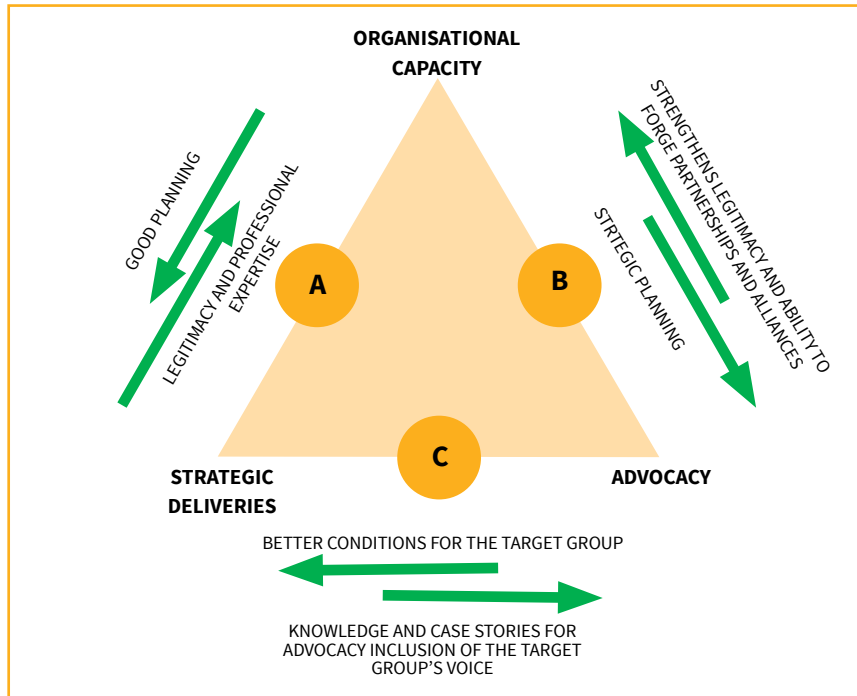 ORGANISATIONAL
CAPACITY
GOOD PLANNING
LEGITIMACY AND PROFESSIONAL
EXPERTISE
STRENGTHENS LEGITIMACY AND ABILITY TO
FORGE PARTNERSHIPS AND ALLIANCES
STRTEGIC PLANNING
A
B
C
STRATEGIC
DELIVERIES
ADVOCACY
BETTER CONDITIONS FOR THE TARGET GROUP
KNOWLEDGE AND CASE STORIES FOR
ADVOCACY INCLUSION OF THE TARGET
GROUP'S VOICE